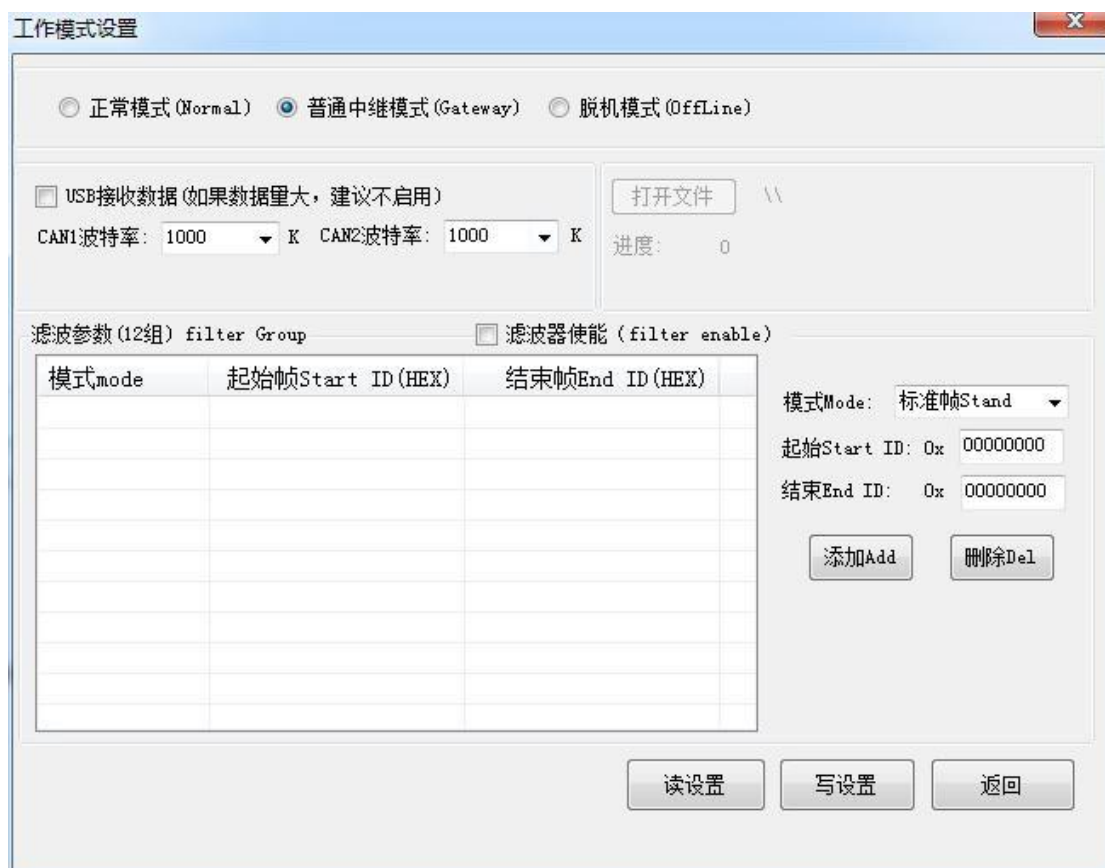 工作模式设置
正常模式(Normal) 普通中继模式(Gateway) 脱机模式(OffLine)
USB接收数据(如果数据量大，建议不启用) 打开文件 \\
CAN1波特率: 1000 K CAN2波特率: 1000 K
进度: 0
滤波参数(12组) filter Group 滤波器使能 (filter enable)
模式mode 起始帧Start ID(HEX) 结束帧End ID(HEX)
模式Mode: 标准帧Stand
起始Start ID: 0x 00000000
结束End ID: 0x 00000000
添加Add 删除Del
读设置 写设置 返回